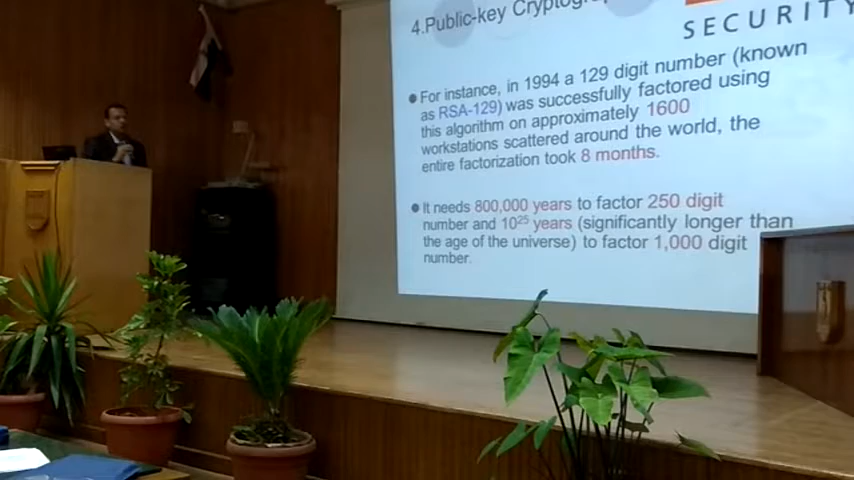 4.Public-key
SECURITY
● For instance, in 1994 a 129 digit number (known
as RSA-129) was successfully factored using
this algorithm on approximately 1600
workstations scattered around the world, the
entire factorization took 8 months.
● It needs 800,000 years to factor 250 digit
number and 10²⁵ years (significantly longer than
the age of the universe) to factor 1,000 digit
number.